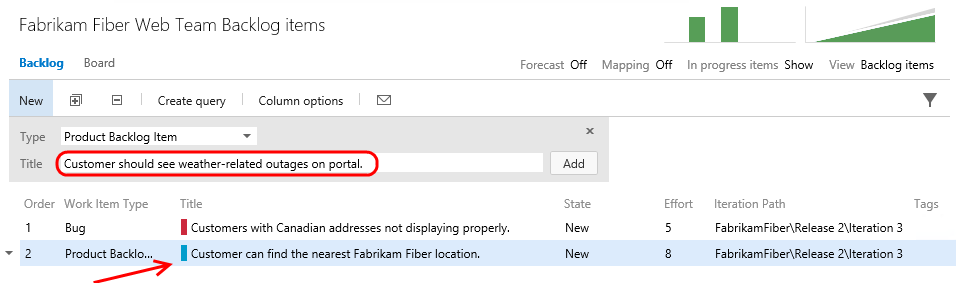 Fabrikam Fiber Web Team Backlog items
Backlog Board
Forecast Off Mapping Off In progress items Show View Backlog items
New Create query Column options
Type Product Backlog Item
Title Customer should see weather-related outages on portal. Add
Order Work Item Type Title State Effort Iteration Path Tags
1 Bug Customers with Canadian addresses not displaying properly. New 5 FabrikamFiber\Release 2\Iteration 3
2 Product Backlo... Customer can find the nearest Fabrikam Fiber location. New 8 FabrikamFiber\Release 2\Iteration 3